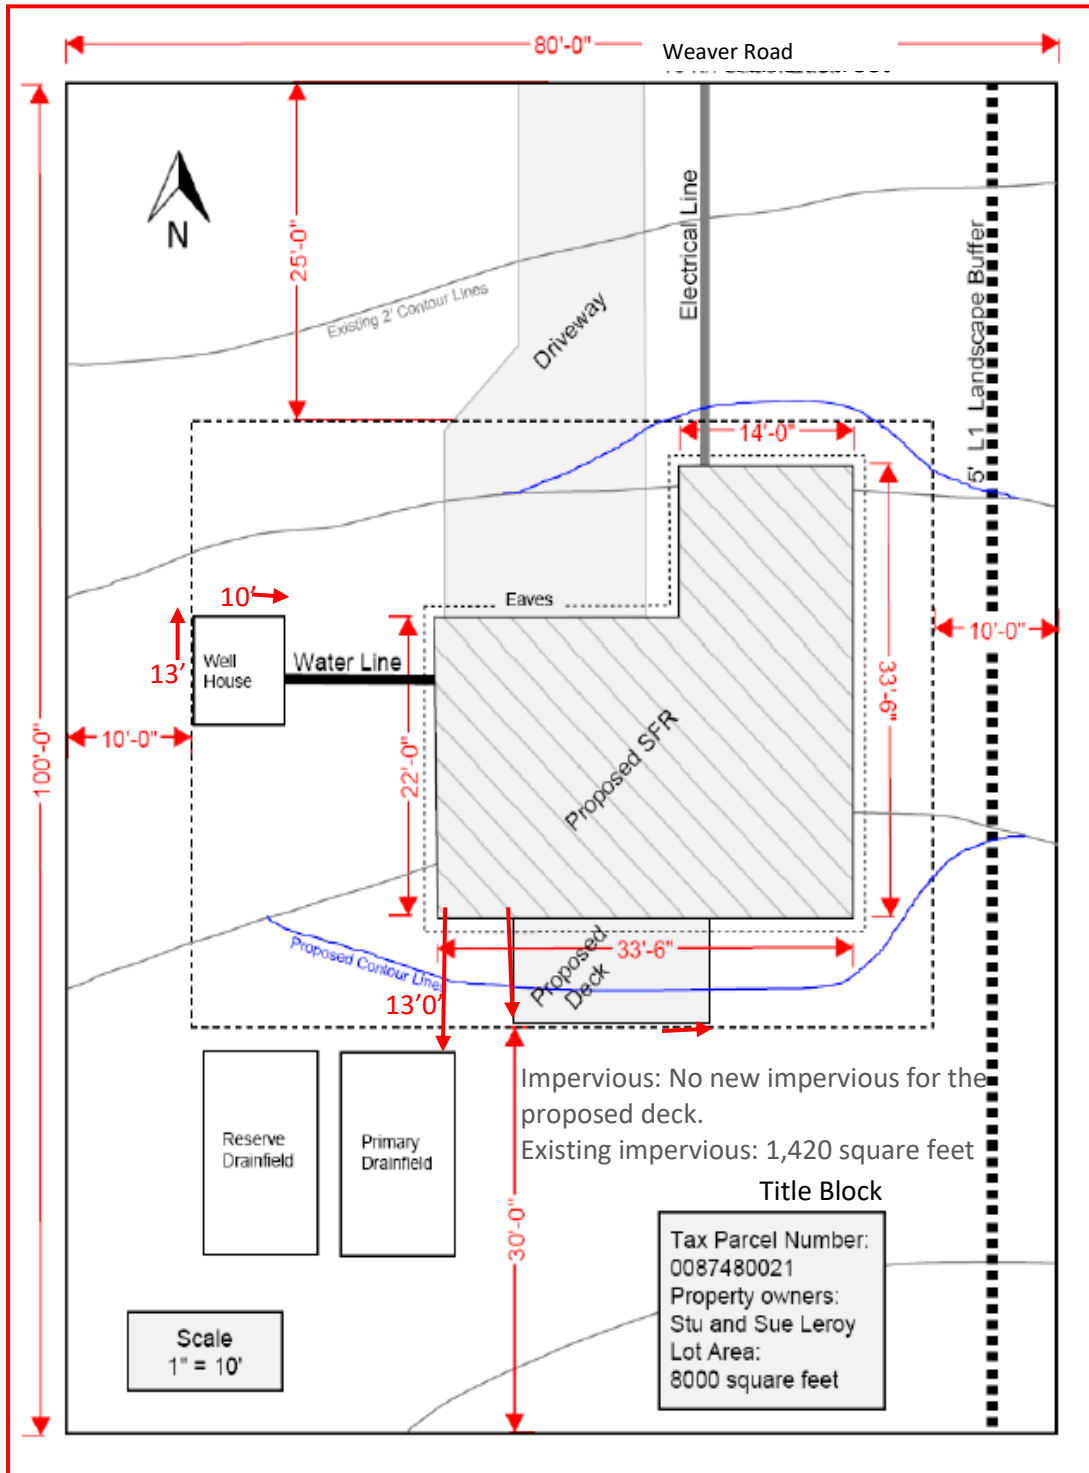 80'-0"
Weaver Road
N
25'-0"
Existing 2' Contour Lines
Driveway
Electrical Line
5' L1 Landscape Buffer
14'-0"
100'-0"
10'
Eaves
13'
Well
House
Water Line
10'-0"
10'-0"
22'-0"
33'-6"
Proposed SFR
Proposed Contour Lines
Proposed
Deck
33'-6"
13’0’
Impervious: No new impervious for the
proposed deck.
Existing impervious: 1,420 square feet
Reserve
Drainfield
Primary
Drainfield
30'-0"
Title Block
Tax Parcel Number:
0087480021
Property owners:
Stu and Sue Leroy
Lot Area:
8000 square feet
Scale
1" = 10'